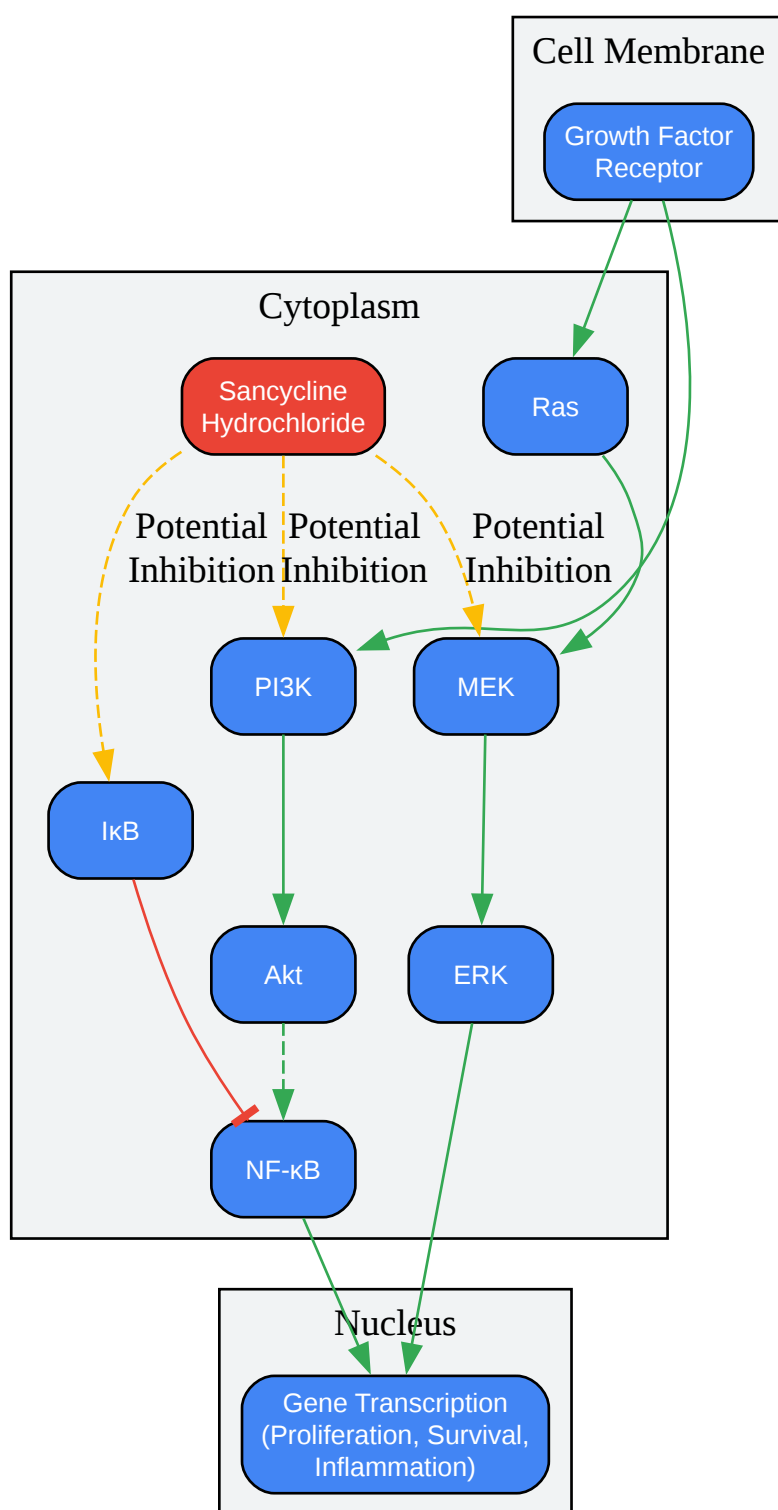 Cell Membrane
Growth Factor
Receptor
Cytoplasm
Sancycline
Hydrochloride
Ras
Potential
Inhibition
Potential
Inhibition
Potential
Inhibition
PI3K
MEK
IκB
Akt
ERK
NF-κB
Nucleus
Gene Transcription
(Proliferation, Survival,
Inflammation)